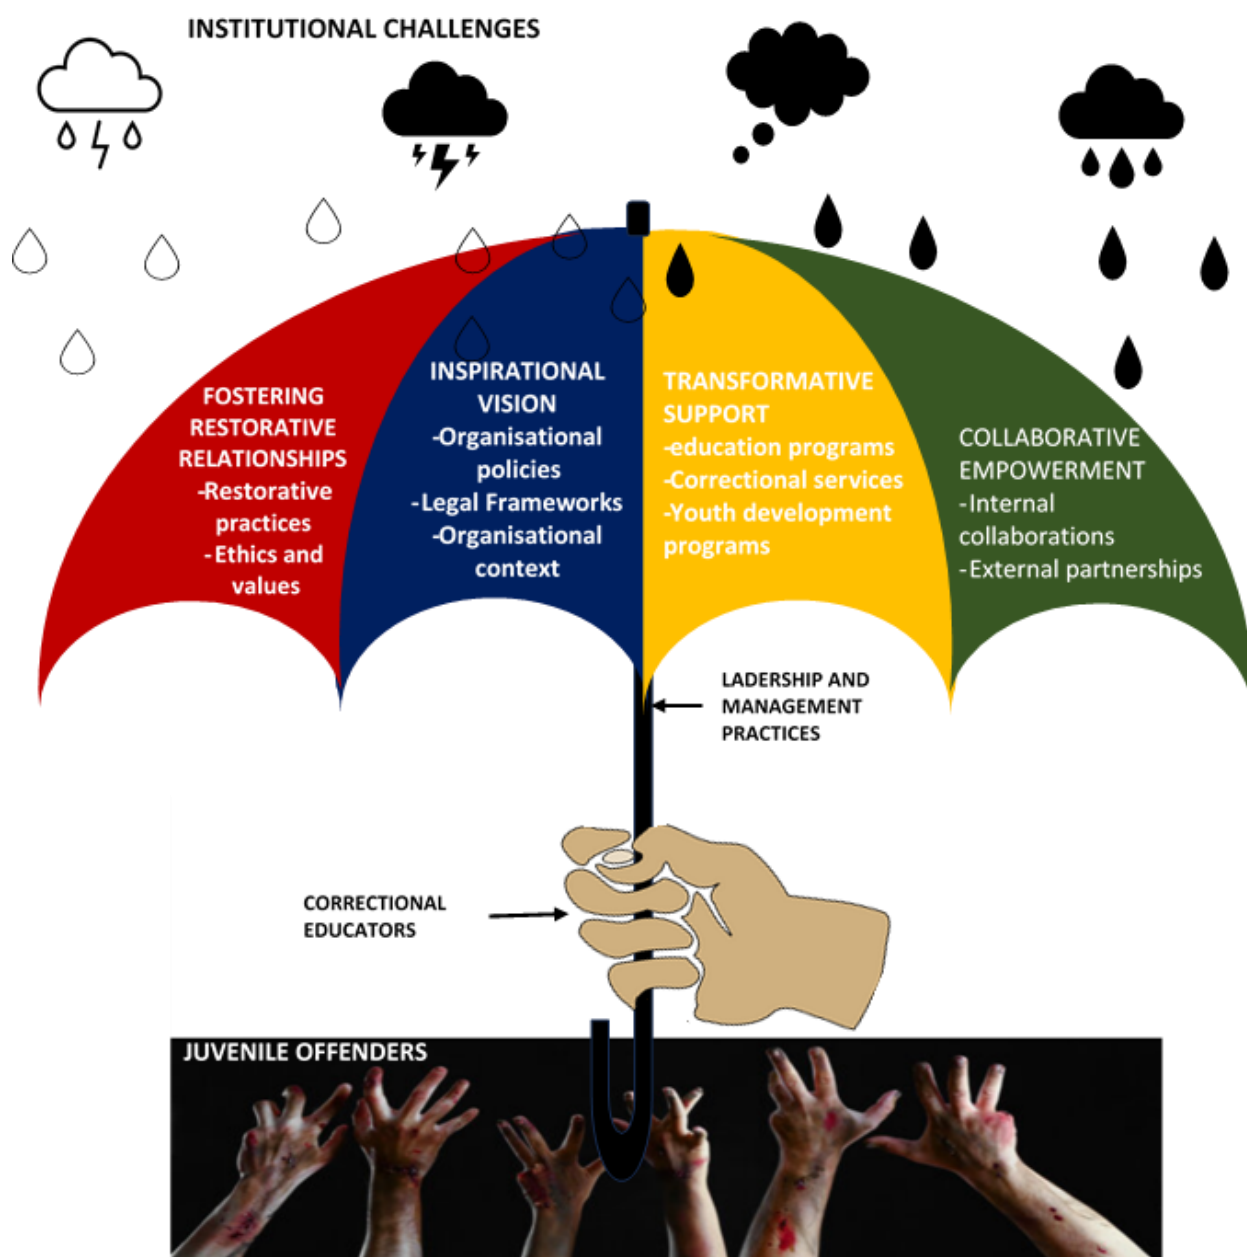 INSTITUTIONAL CHALLENGES
FOSTERING
RESTORATIVE
RELATIONSHIPS
-Restorative
practices
-Ethics and
values
INSPIRATIONAL
VISION
-Organisational
policies
-Legal Frameworks
-Organisational
context
TRANSFORMATIVE
SUPPORT
-education programs
-Correctional services
-Youth development
programs
COLLABORATIVE
EMPOWERMENT
-Internal
collaborations
-External partnerships
LADERSHIP AND
MANAGEMENT
PRACTICES
CORRECTIONAL
EDUCATORS
JUVENILE OFFENDERS